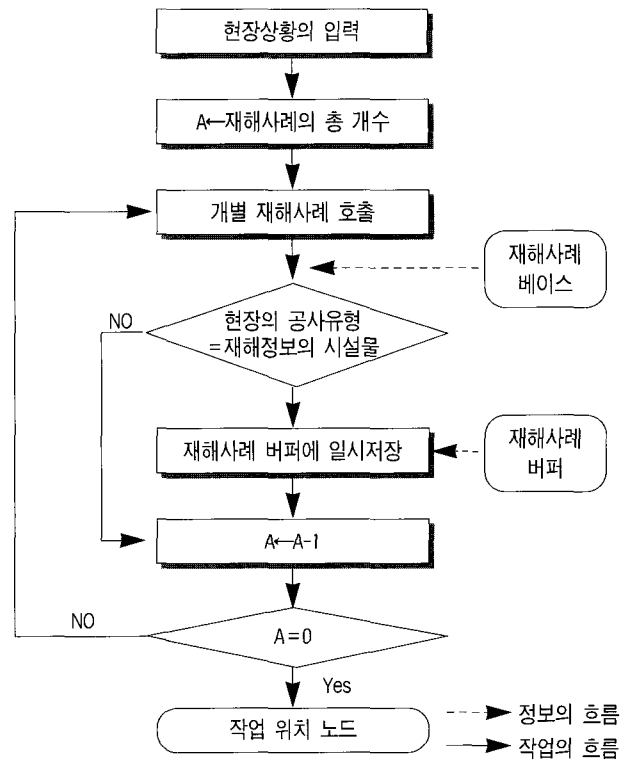 현장상황의 입력
A←재해사례의 총 개수
개별 재해사례 호출
재해사례
베이스
NO
현장의 공사유형
=재해정보의 시설물
재해사례 버퍼에 일시저장
재해사례
버퍼
A←A-1
NO
A=0
Yes
작업 위치 노드
정보의 흐름
작업의 흐름